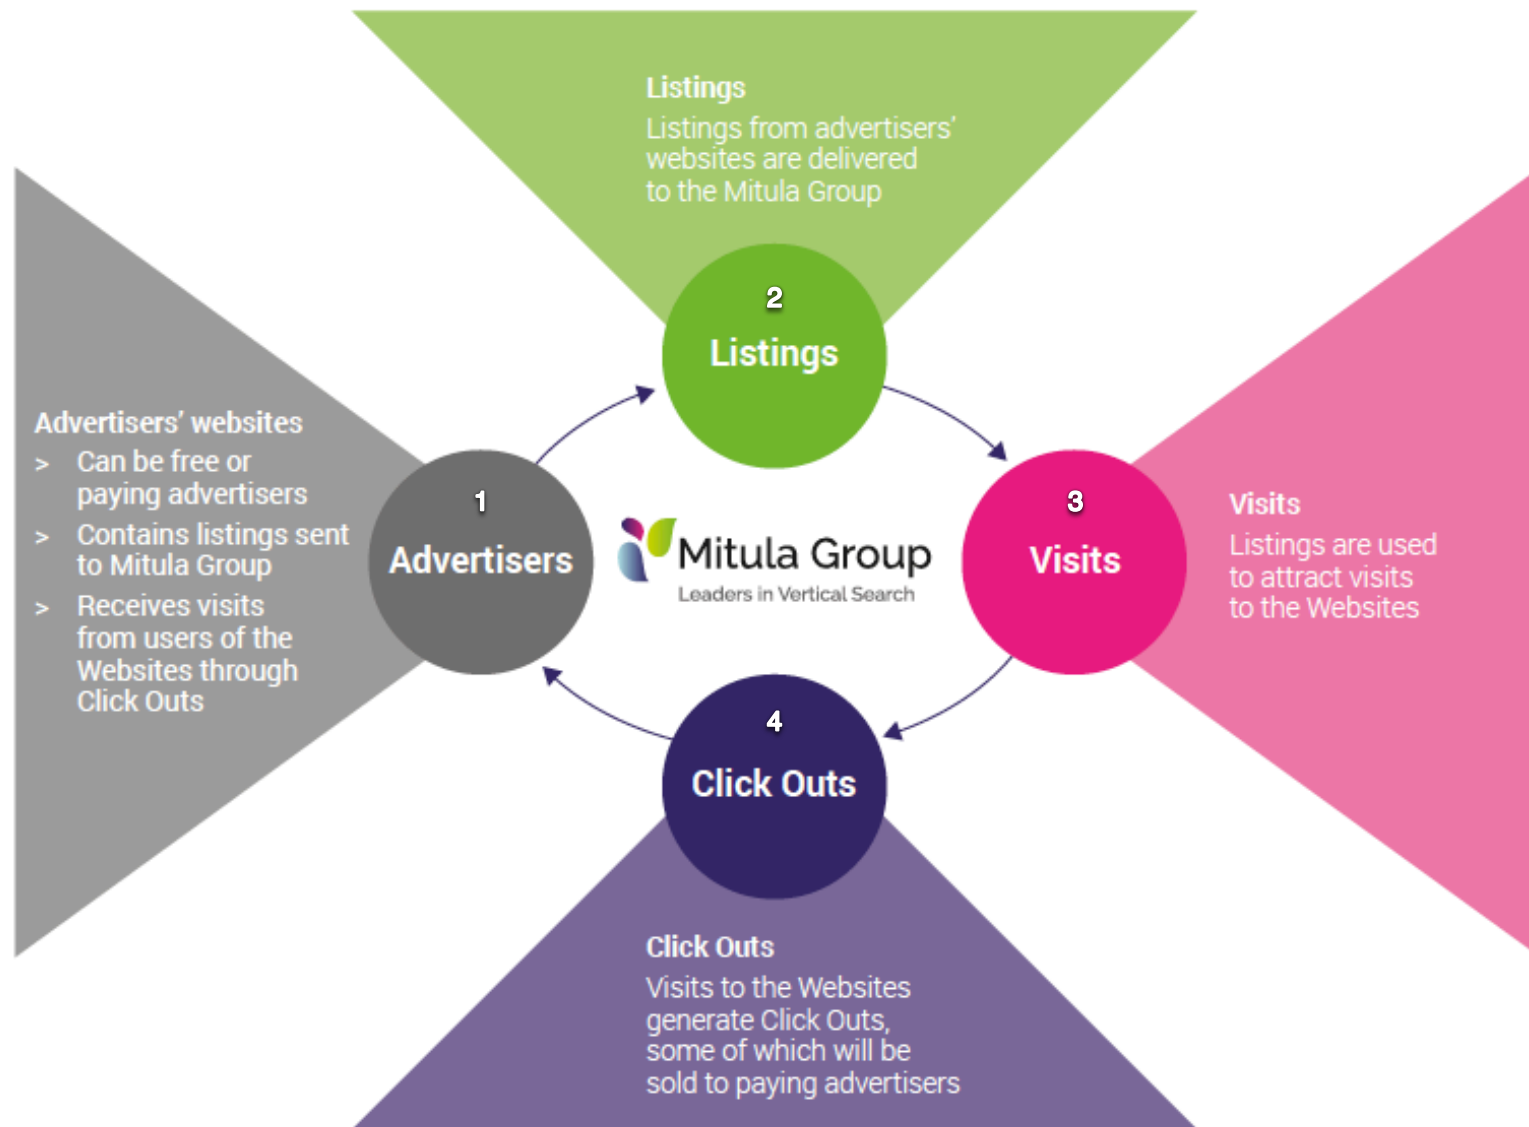 Listings
Listings from advertisers’
websites are delivered
to the Mitula Group
2
Listings
Advertisers’ websites
> Can be free or
paying advertisers
> Contains listings sent
to Mitula Group
> Receives visits
from users of the
Websites through
Click Outs
1
Advertisers
Mitula Group
Leaders in Vertical Search
3
Visits
Visits
Listings are used
to attract visits
to the Websites
4
Click Outs
Click Outs
Visits to the Websites
generate Click Outs,
some of which will be
sold to paying advertisers